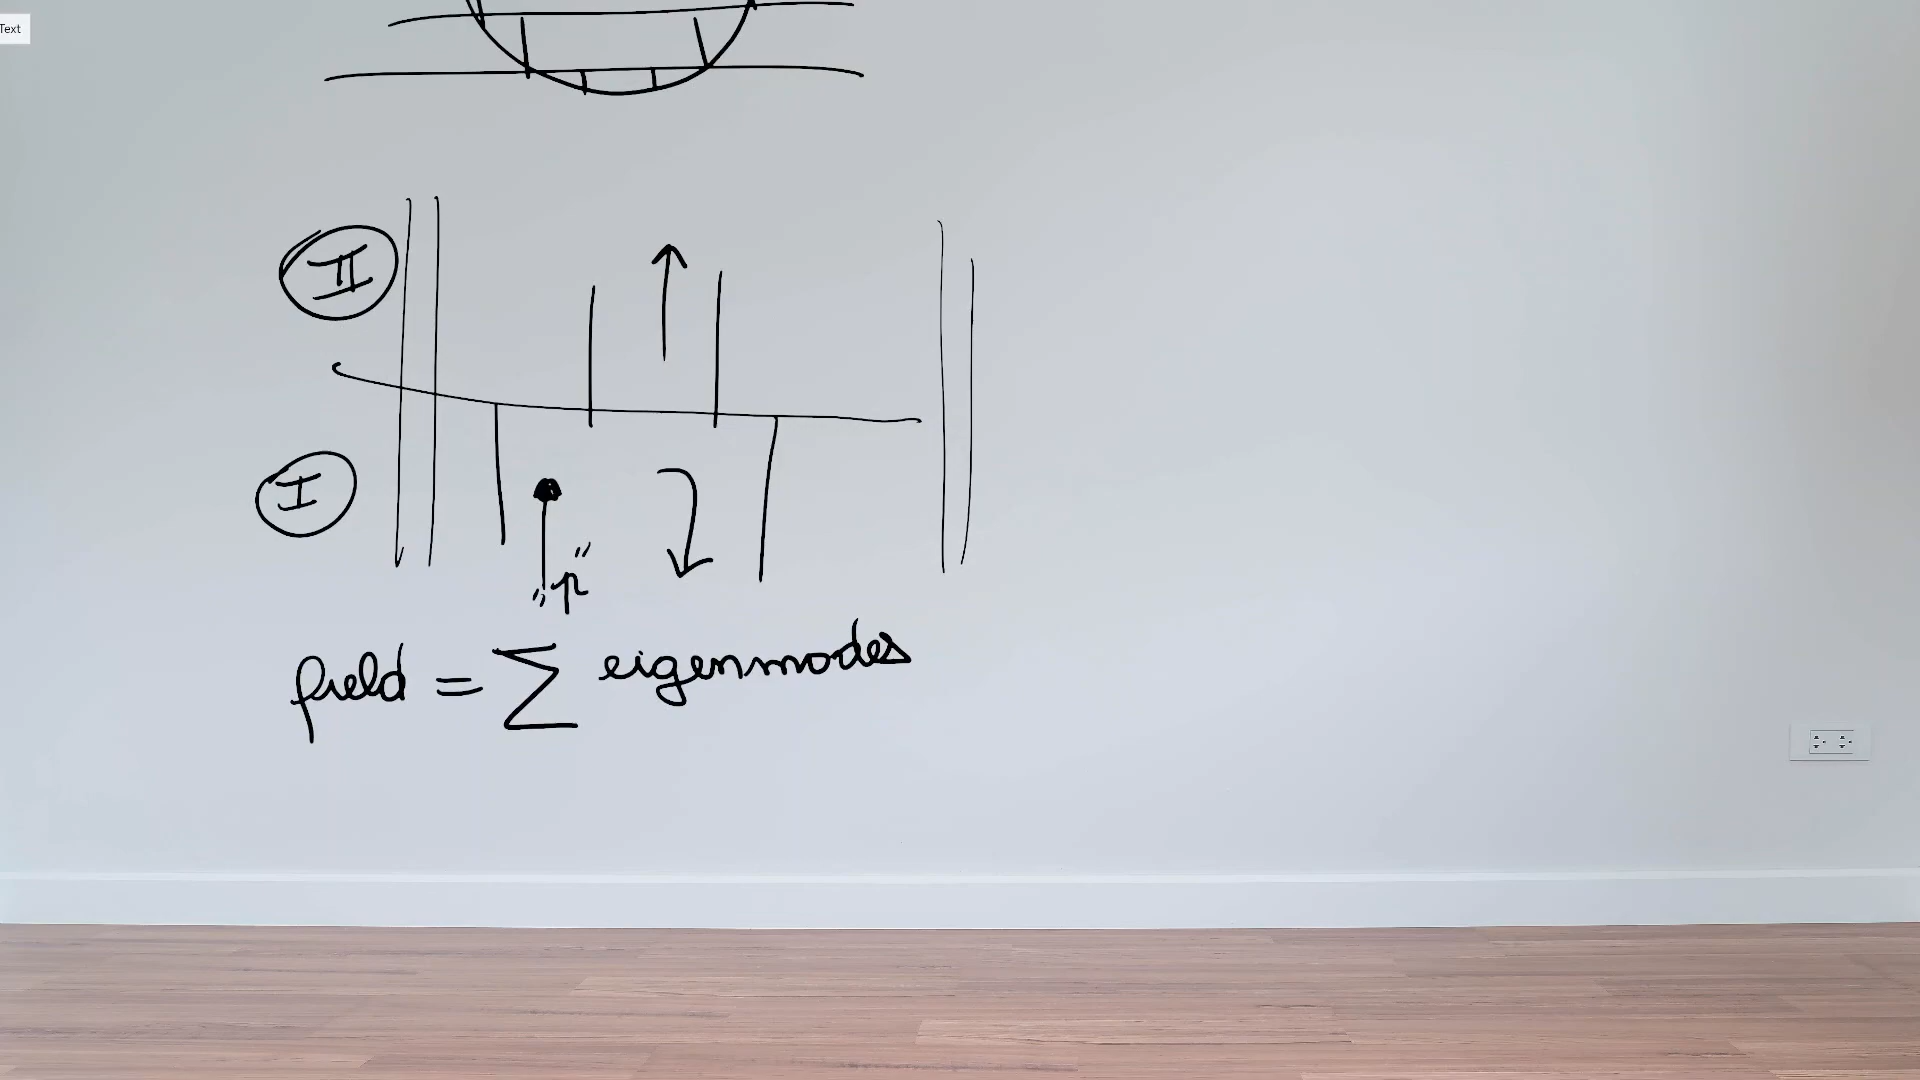 Text
II
I
"p"
field = ∑ eigenmodes